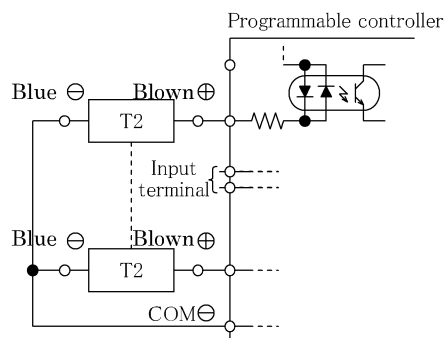 Programmable controller
Blue ⊖ Blown ⊕
T2
Input
terminal
Blue ⊖ Blown ⊕
T2
COM ⊖